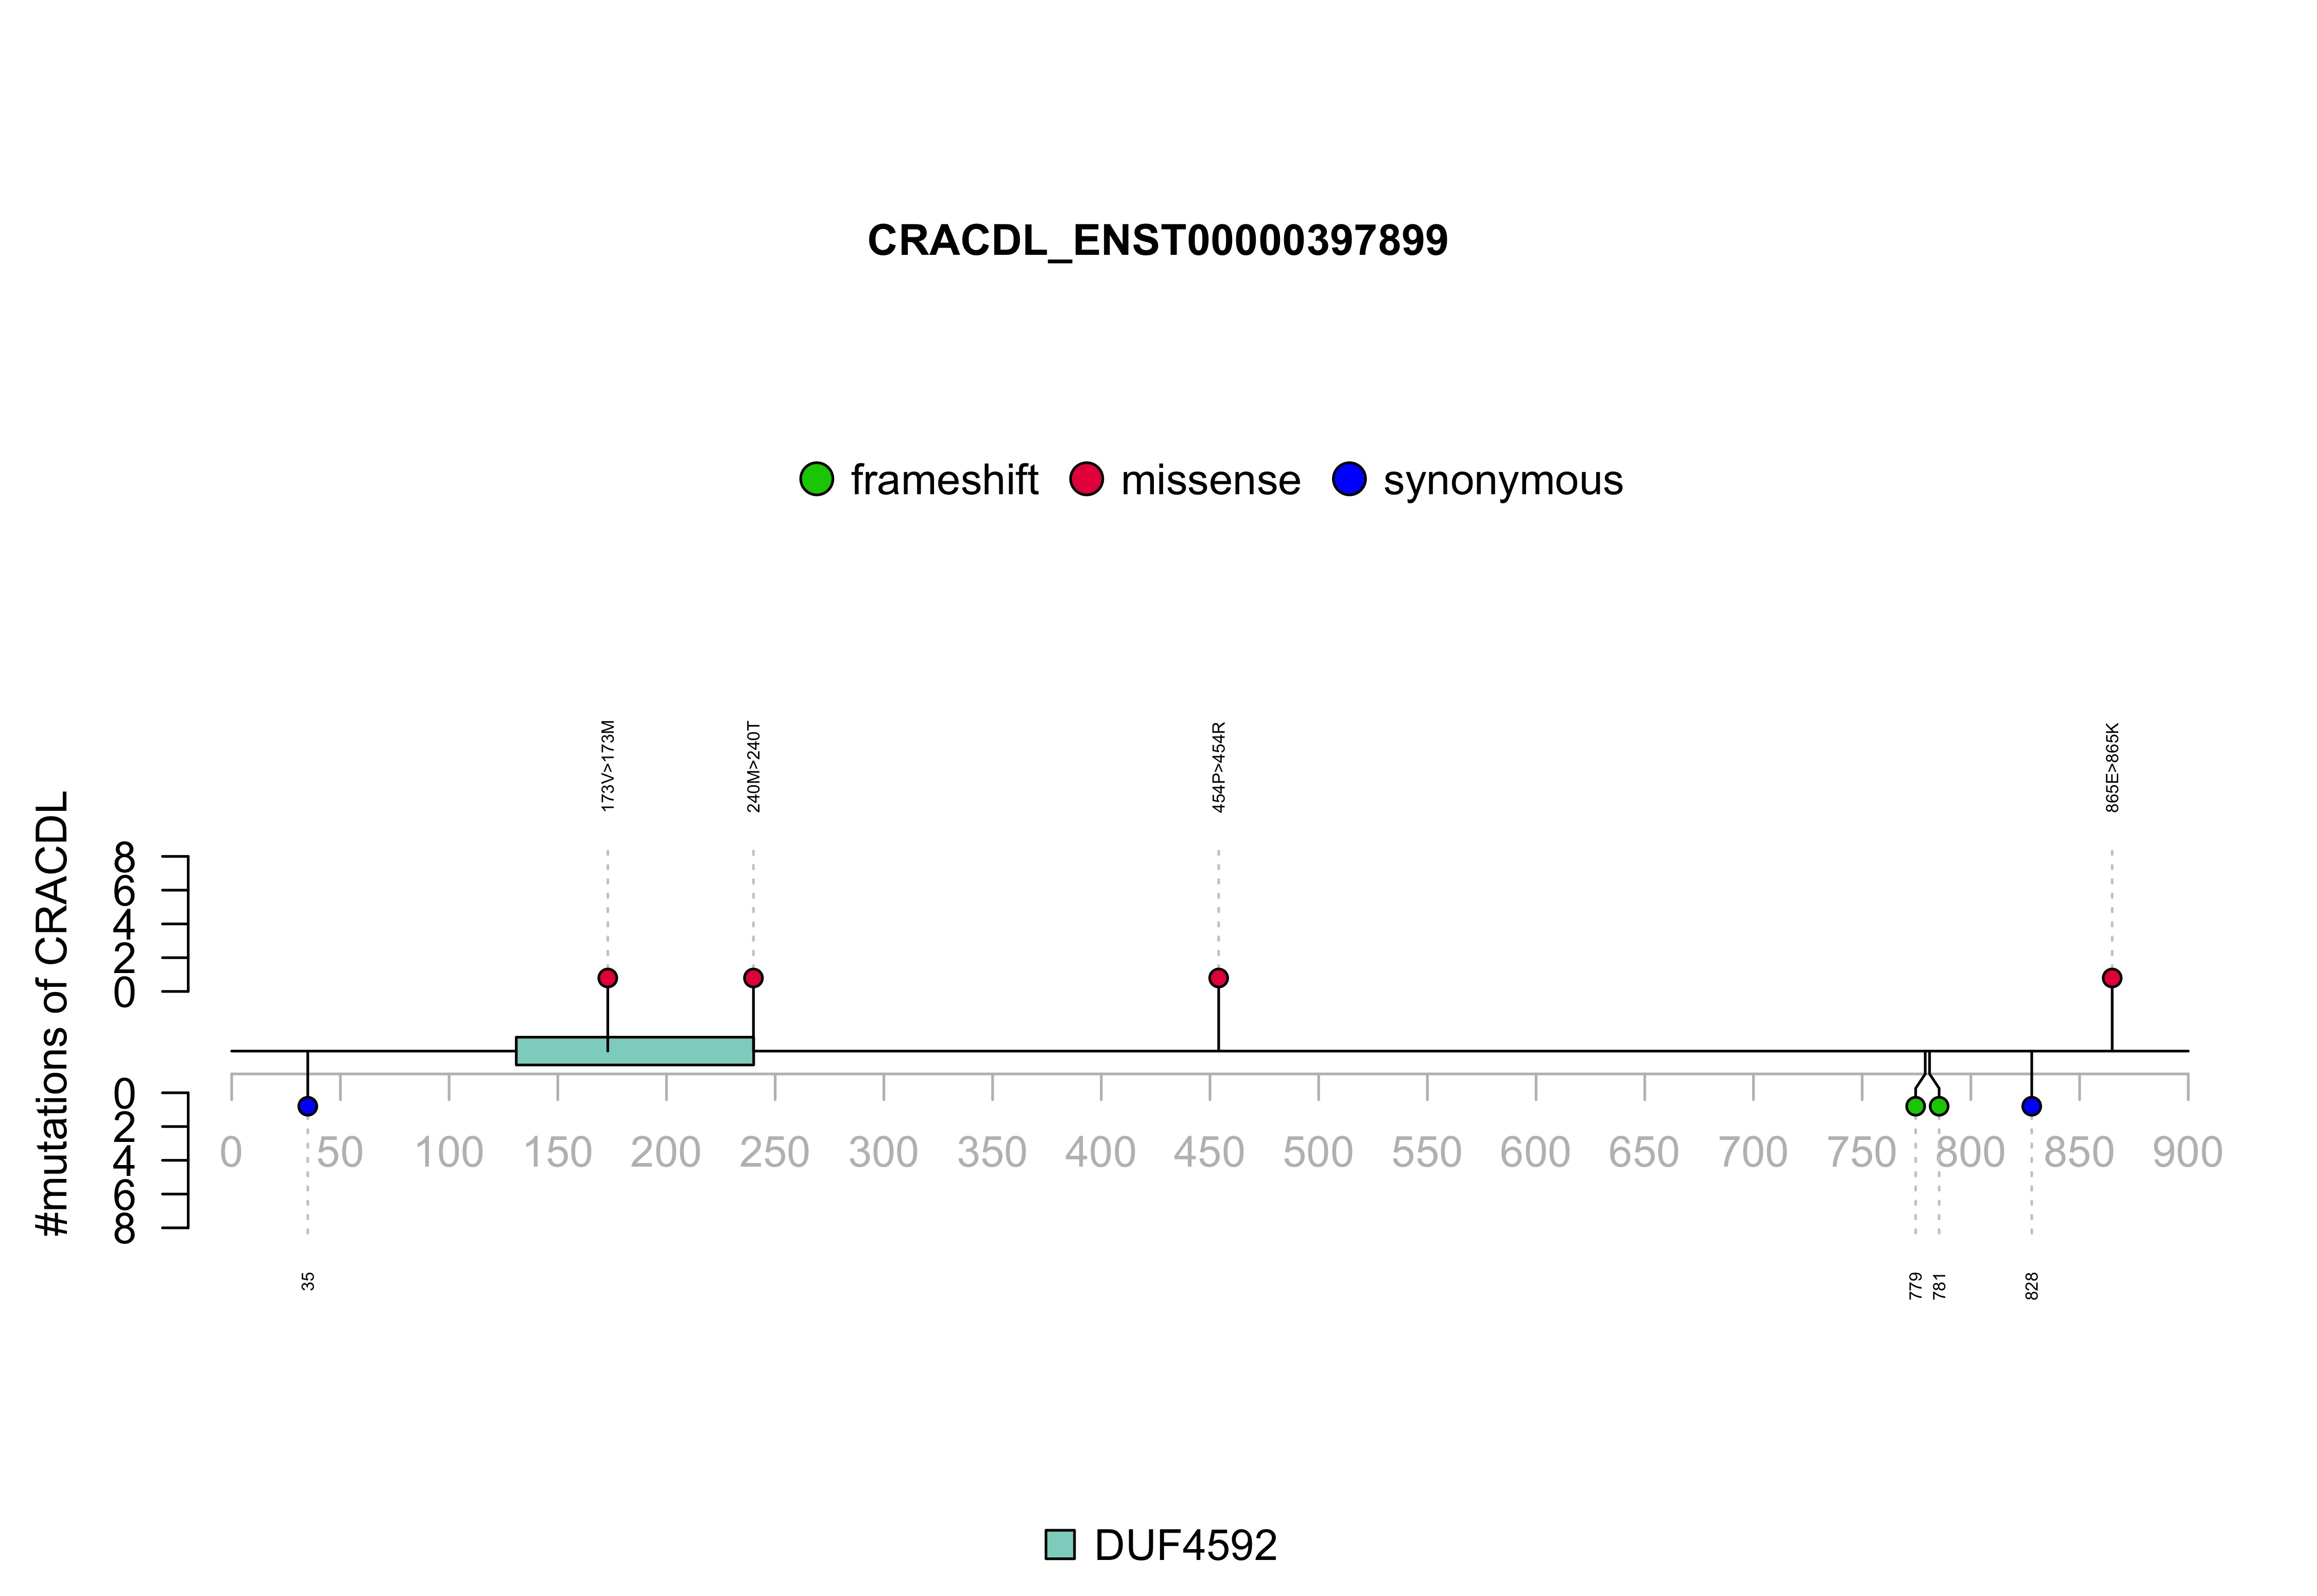 CRACDL_ENST00000397899
frameshift missense synonymous
173V>173M 240M>240T 454P>454R 865E>865K
#mutations of CRACDL
8
6
4
2
0
0
2
4
6
8
0 50 100 150 200 250 300 350 400 450 500 550 600 650 700 750 800 850 900
35 779 781 828
DUF4592